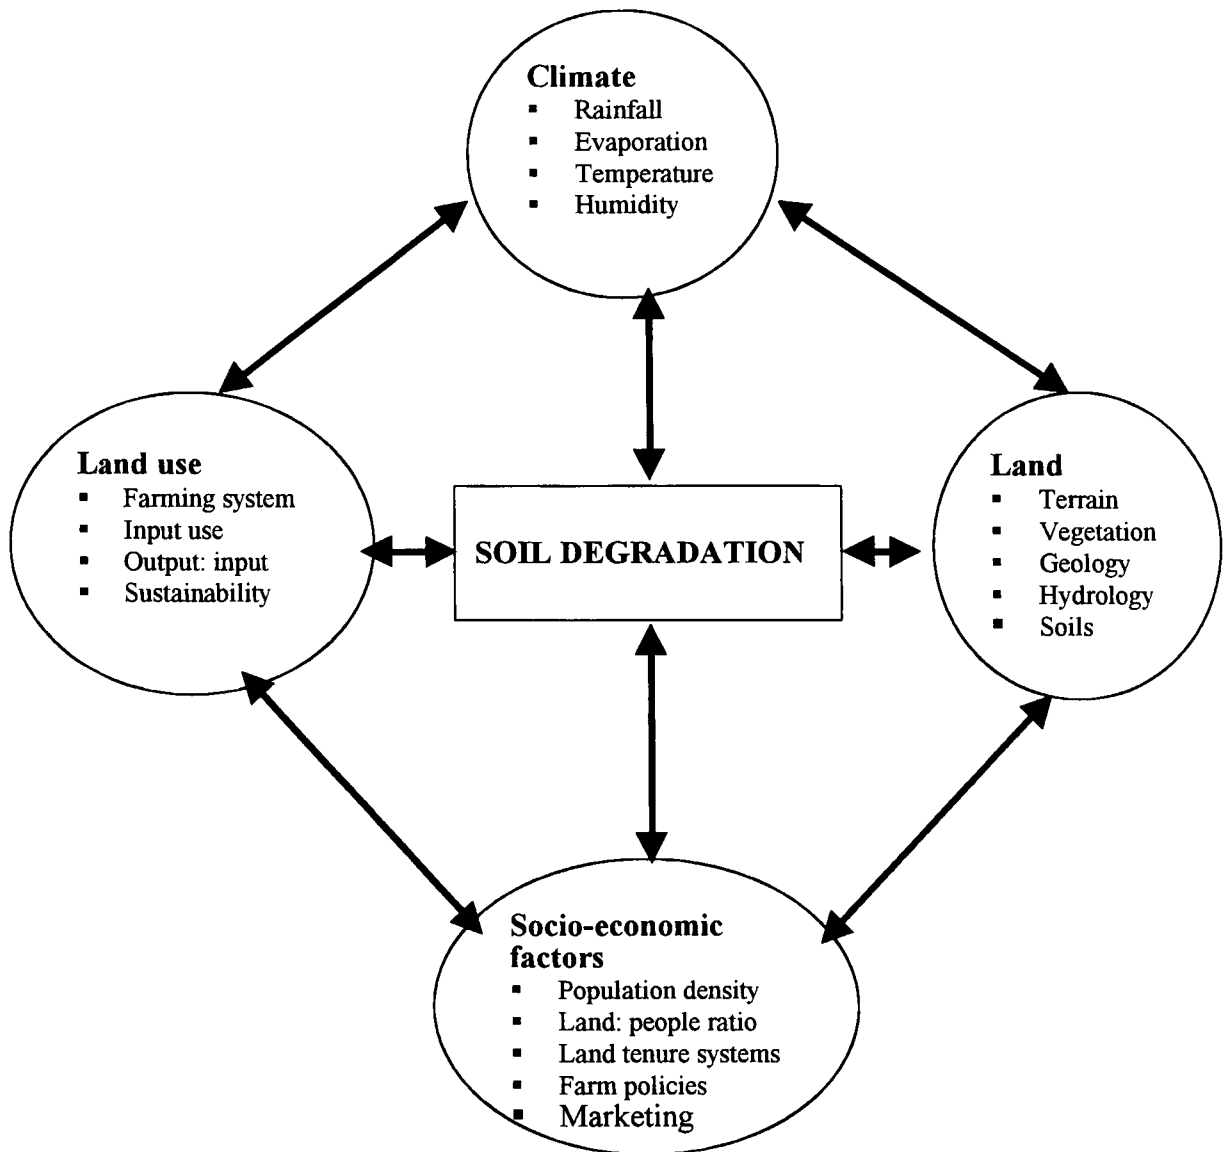 Climate
▪ Rainfall
▪ Evaporation
▪ Temperature
▪ Humidity
Land use
▪ Farming system
▪ Input use
▪ Output: input
▪ Sustainability
SOIL DEGRADATION
Land
▪ Terrain
▪ Vegetation
▪ Geology
▪ Hydrology
▪ Soils
Socio-economic
factors
▪ Population density
▪ Land: people ratio
▪ Land tenure systems
▪ Farm policies
▪ Marketing